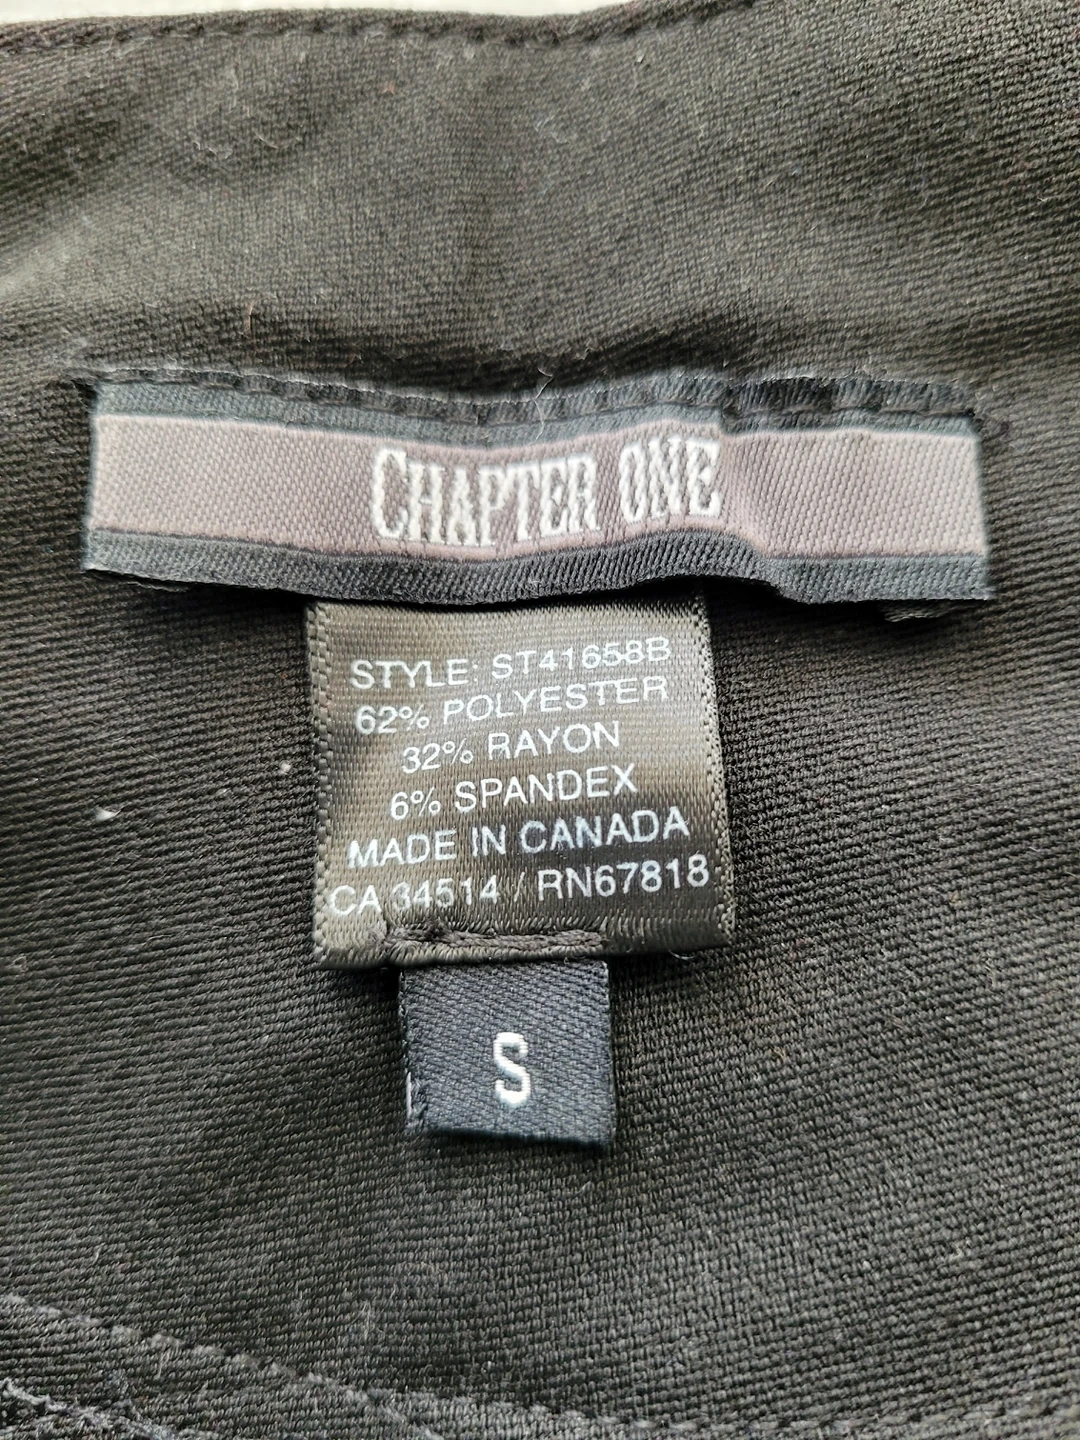 CHAPTER ONE
STYLE: ST41658B
62% POLYESTER
32% RAYON
6% SPANDEX
MADE IN CANADA
CA 34514 / RN67818
S